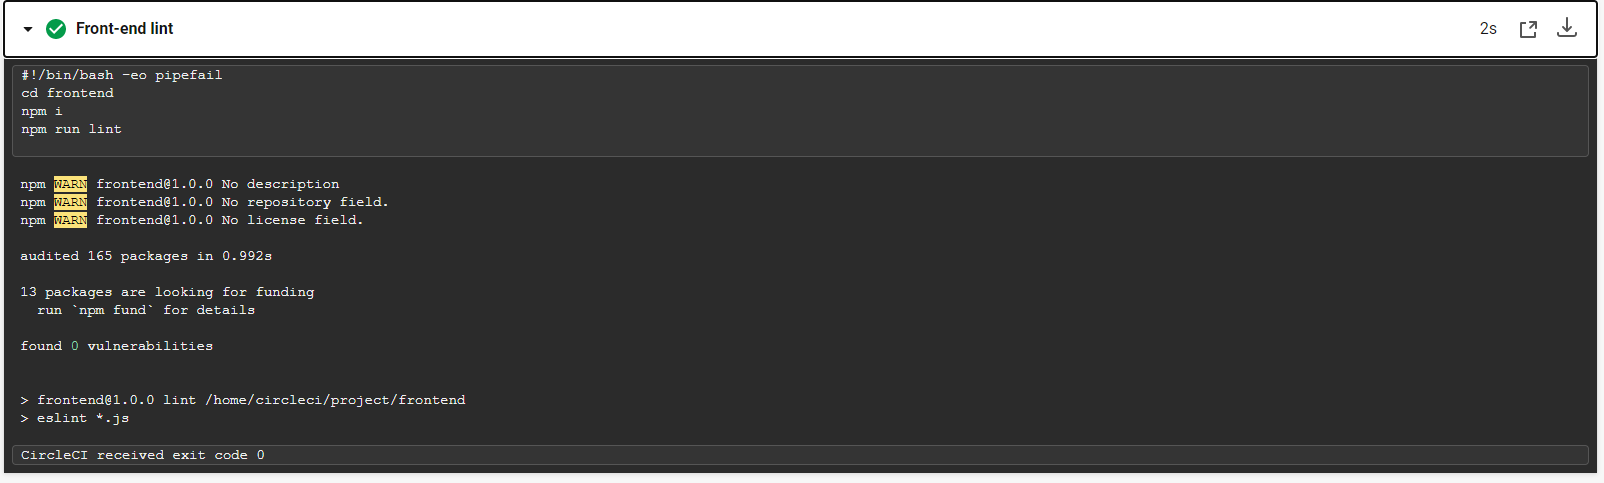 Front-end lint
2s
#!/bin/bash -eo pipefail
cd frontend
npm i
npm run lint
npm WARN frontend@1.0.0 No description
npm WARN frontend@1.0.0 No repository field.
npm WARN frontend@1.0.0 No license field.
audited 165 packages in 0.992s
13 packages are looking for funding
  run `npm fund` for details
found 0 vulnerabilities
> frontend@1.0.0 lint /home/circleci/project/frontend
> eslint *.js
CircleCI received exit code 0